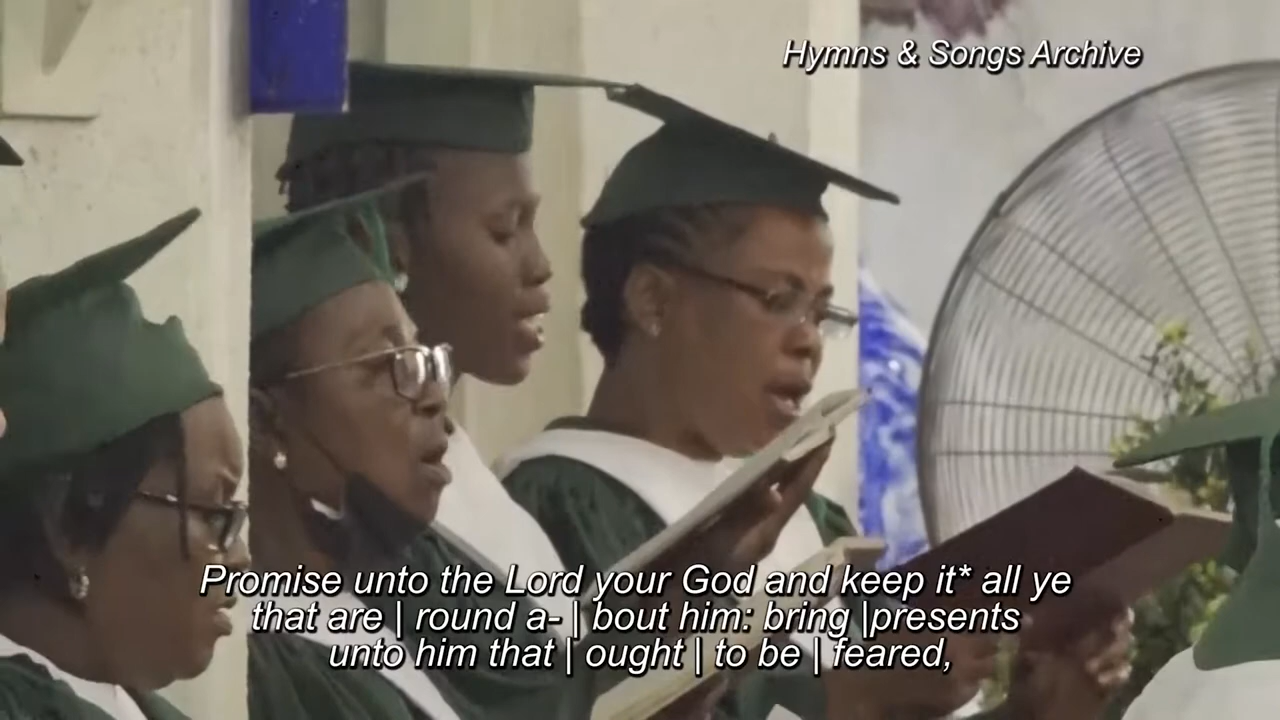 Hymns & Songs Archive
Promise unto the Lord your God and keep it* all ye
that are | round a- | bout him: bring |presents
unto him that | ought | to be | feared,